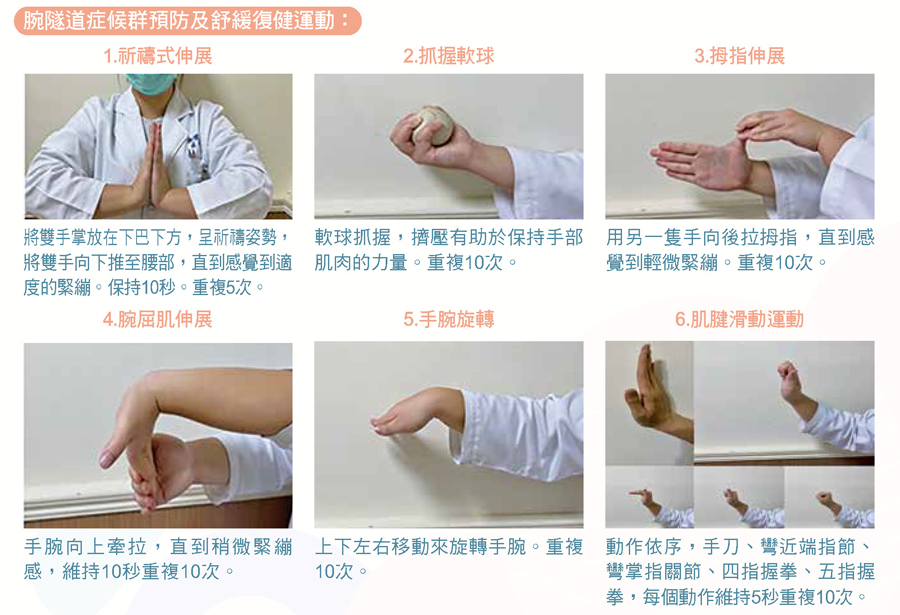 腕隧道症候群預防及舒緩復健運動：
1.祈禱式伸展
將雙手掌放在下巴下方，呈祈禱姿勢，
將雙手向下推至腰部，直到感覺到適
度的緊繃。保持10秒。重複5次。
2.抓握軟球
軟球抓握，擠壓有助於保持手部
肌肉的力量。重複10次。
3.拇指伸展
用另一隻手向後拉拇指，直到感
覺到輕微緊繃。重複10次。
4.腕屈肌伸展
手腕向上牽拉，直到稍微緊繃
感，維持10秒重複10次。
5.手腕旋轉
上下左右移動來旋轉手腕。重複
10次。
6.肌腱滑動運動
動作依序，手刀、彎近端指節、
彎掌指關節、四指握拳、五指握
拳，每個動作維持5秒重複10次。